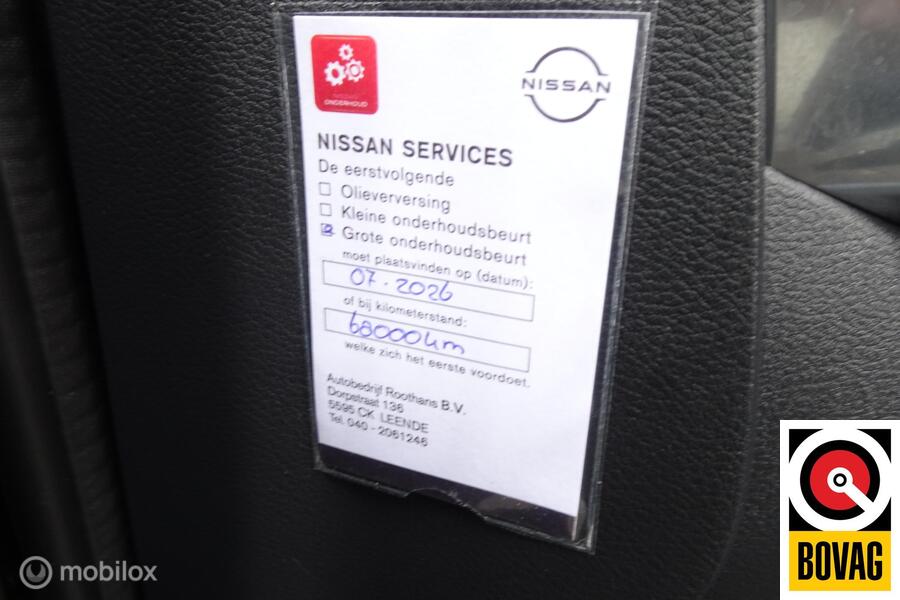 ONDERHOUD
NISSAN
NISSAN SERVICES
De eerstvolgende
Olieverversing
Kleine onderhoudsbeurt
Grote onderhoudsbeurt
moet plaatsvinden op (datum):
07-2026
of bij kilometerstand:
welke zich het eerste voordoet.
Autobedrijf Roothans B.V.
Dorpstraat 136
5595 CK LEENDE
Tel. 040 - 2061246
mobilox
BOVAG